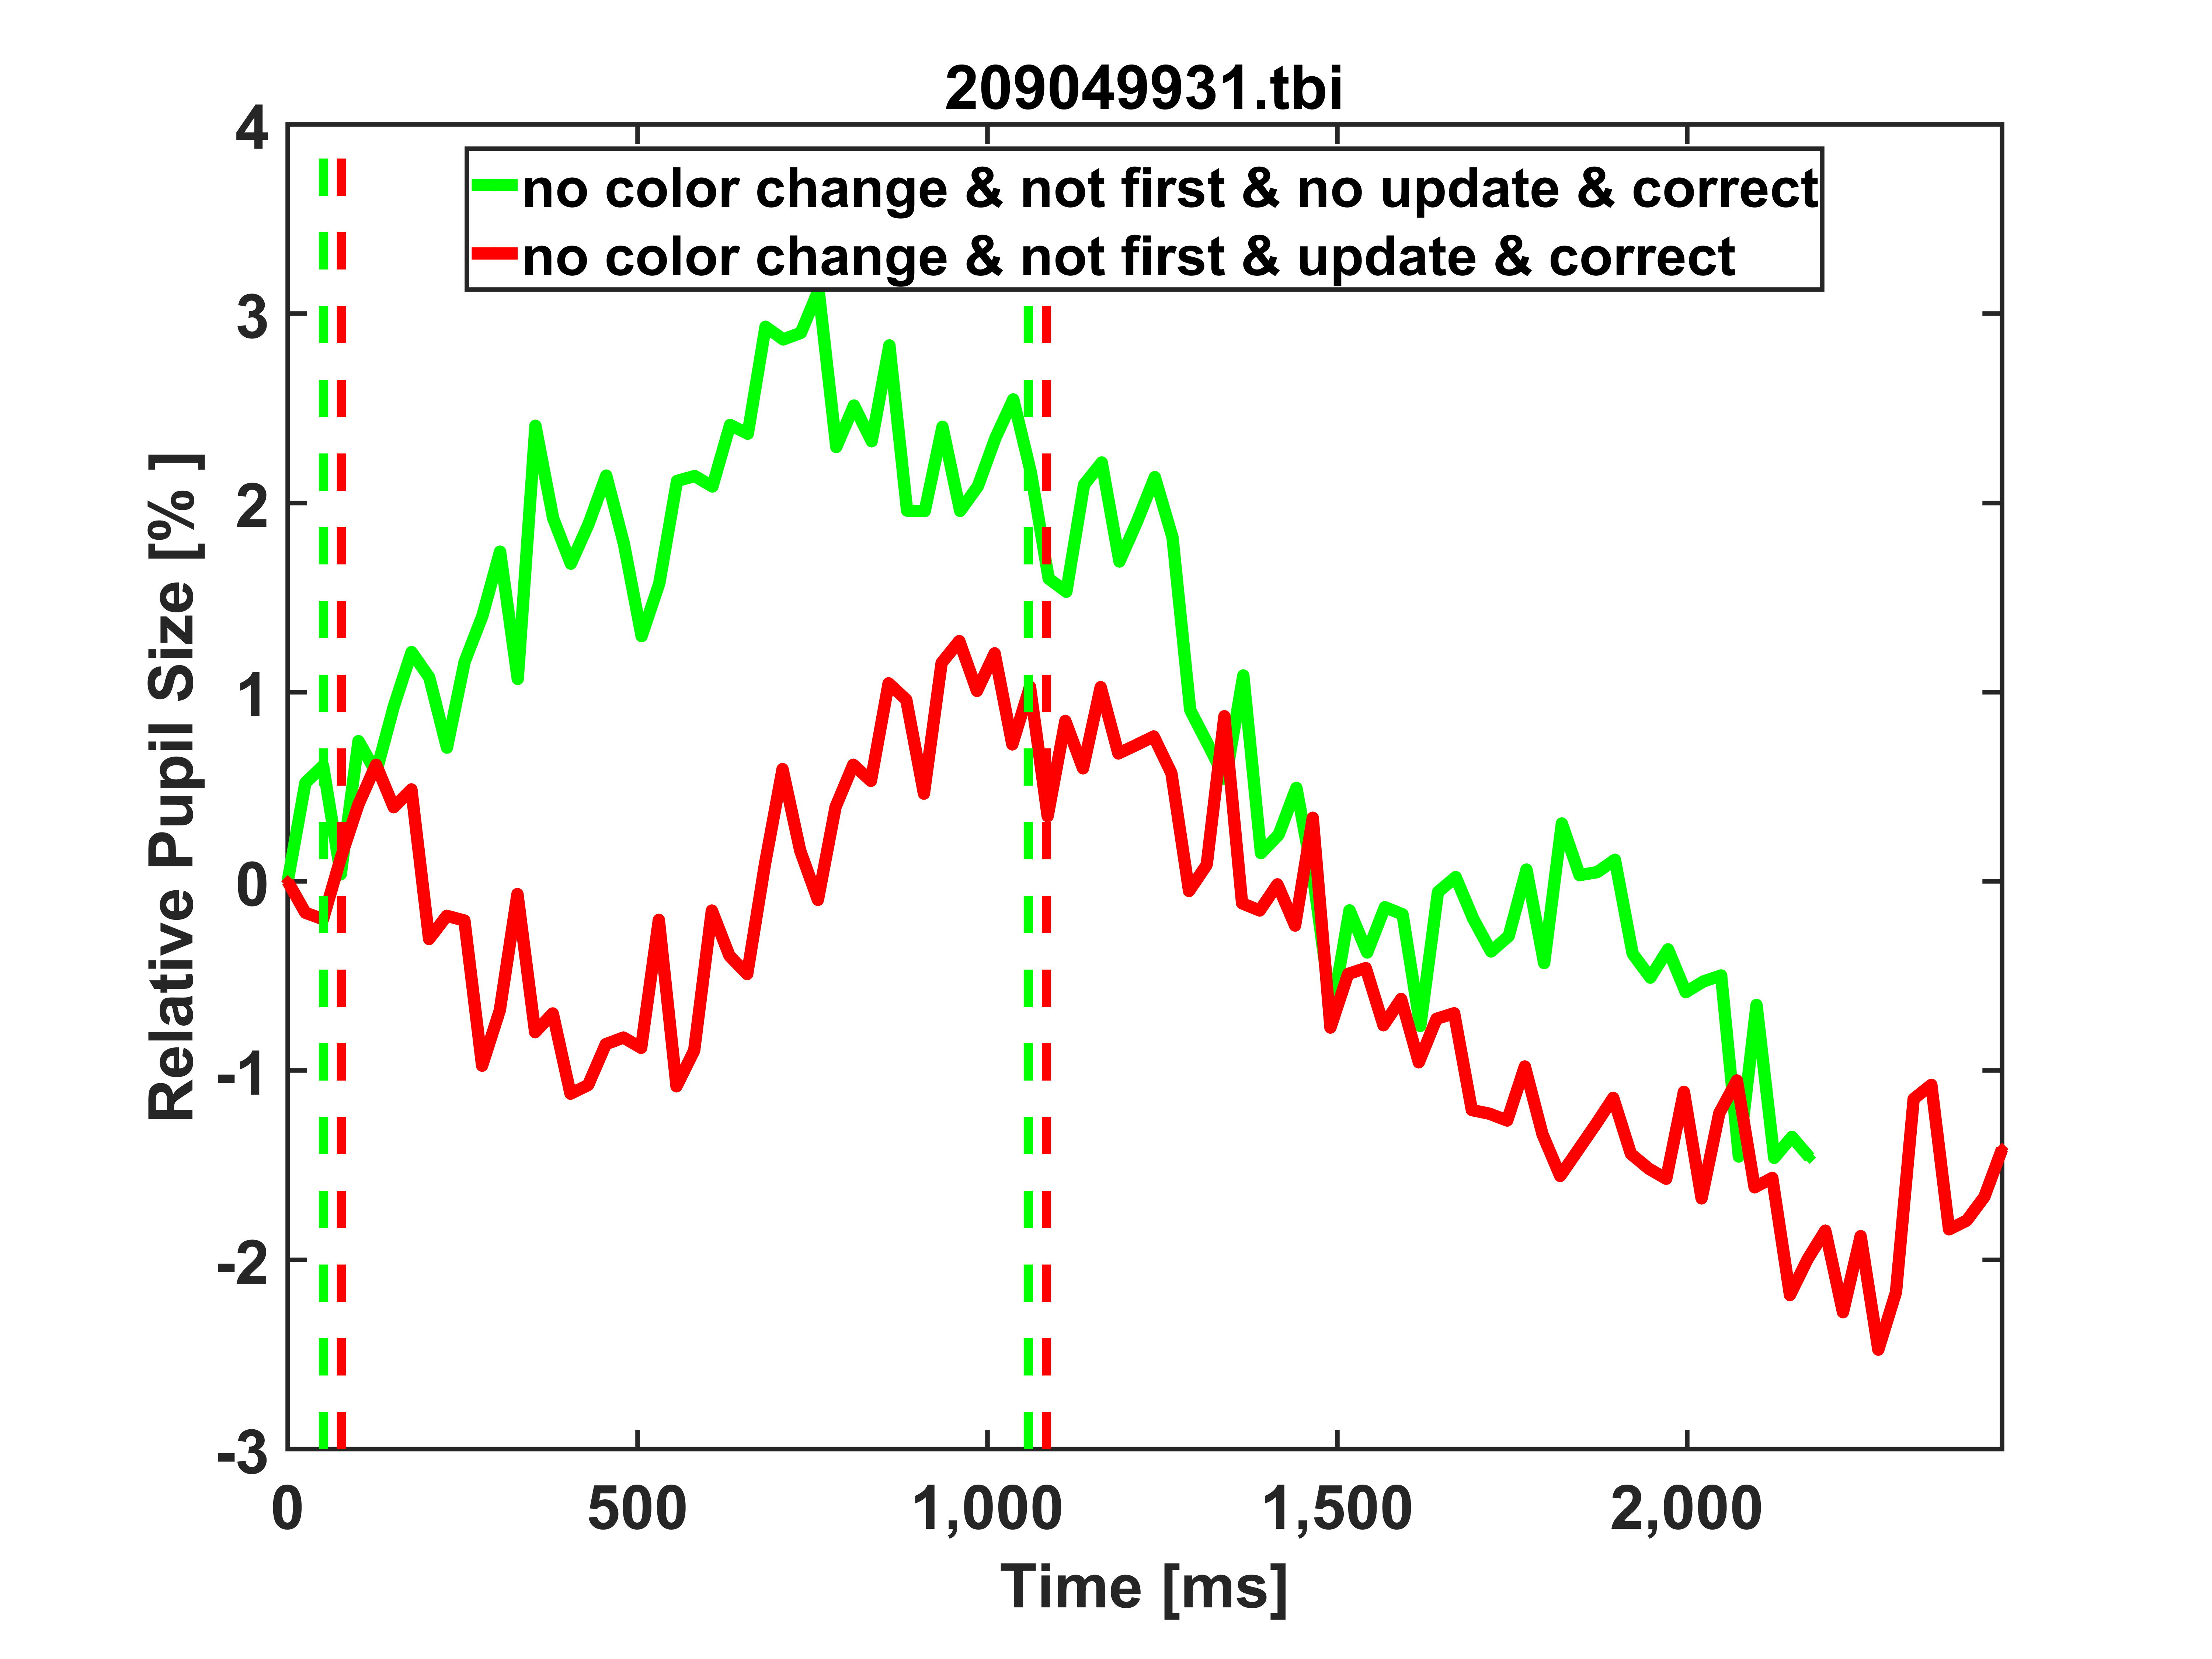 209049931.tbi
no color change & not first & no update & correct
no color change & not first & update & correct
Relative Pupil Size [% ]
4
3
2
1
0
-1
-2
-3
0
500
1,000
1,500
2,000
Time [ms]